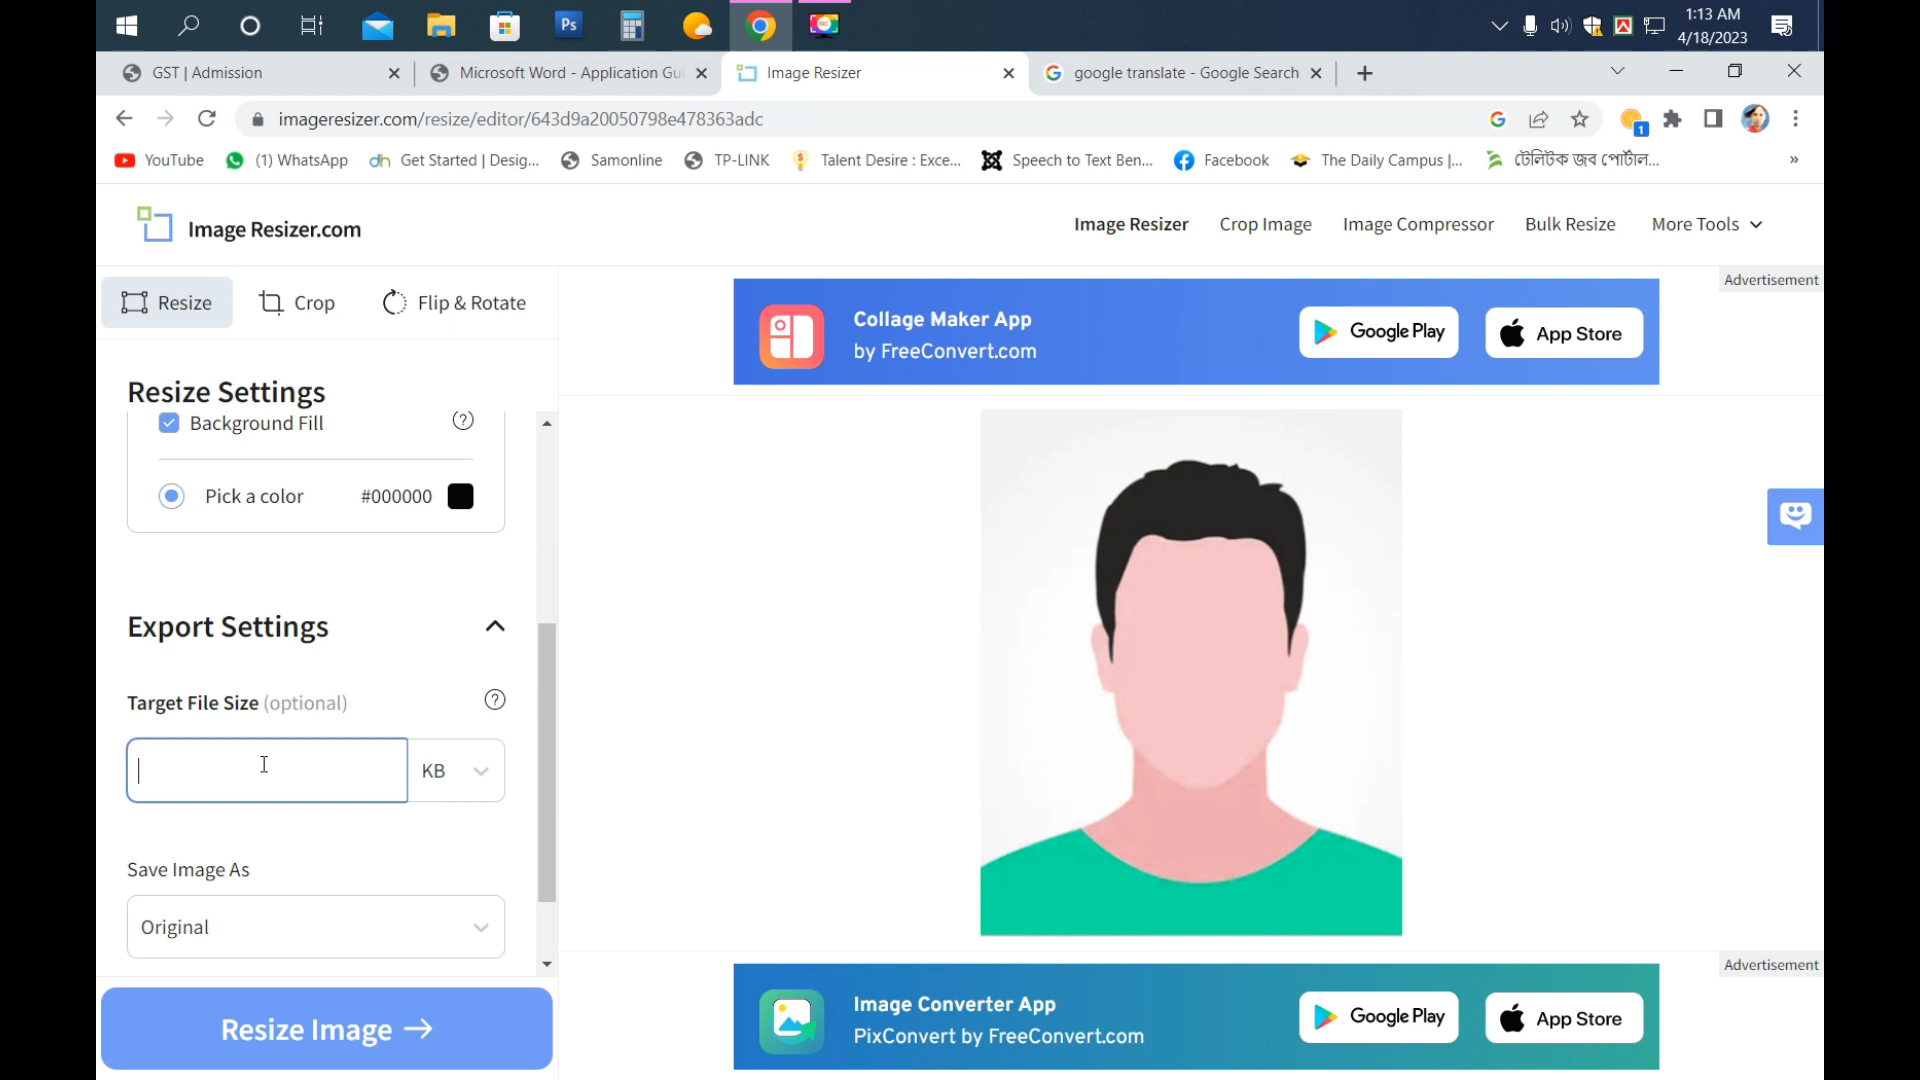 Ps
1:13 AM
4/18/2023
GST | Admission
Microsoft Word - Application Gui
Image Resizer
google translate - Google Search
imageresizer.com/resize/editor/643d9a20050798e478363adc
1
YouTube
(1) WhatsApp
dh Get Started | Desig...
Samonline
TP-LINK
Talent Desire : Exce...
Speech to Text Ben...
Facebook
The Daily Campus |...
টেলিটক জব পোর্টাল...
»
Image Resizer.com
Image Resizer
Crop Image
Image Compressor
Bulk Resize
More Tools
Resize
Crop
Flip & Rotate
Advertisement
Collage Maker App
by FreeConvert.com
Google Play
App Store
Resize Settings
Background Fill
?
Pick a color
#000000
Export Settings
Target File Size (optional)
?
KB
Save Image As
Original
Resize Image →
Advertisement
Image Converter App
PixConvert by FreeConvert.com
Google Play
App Store